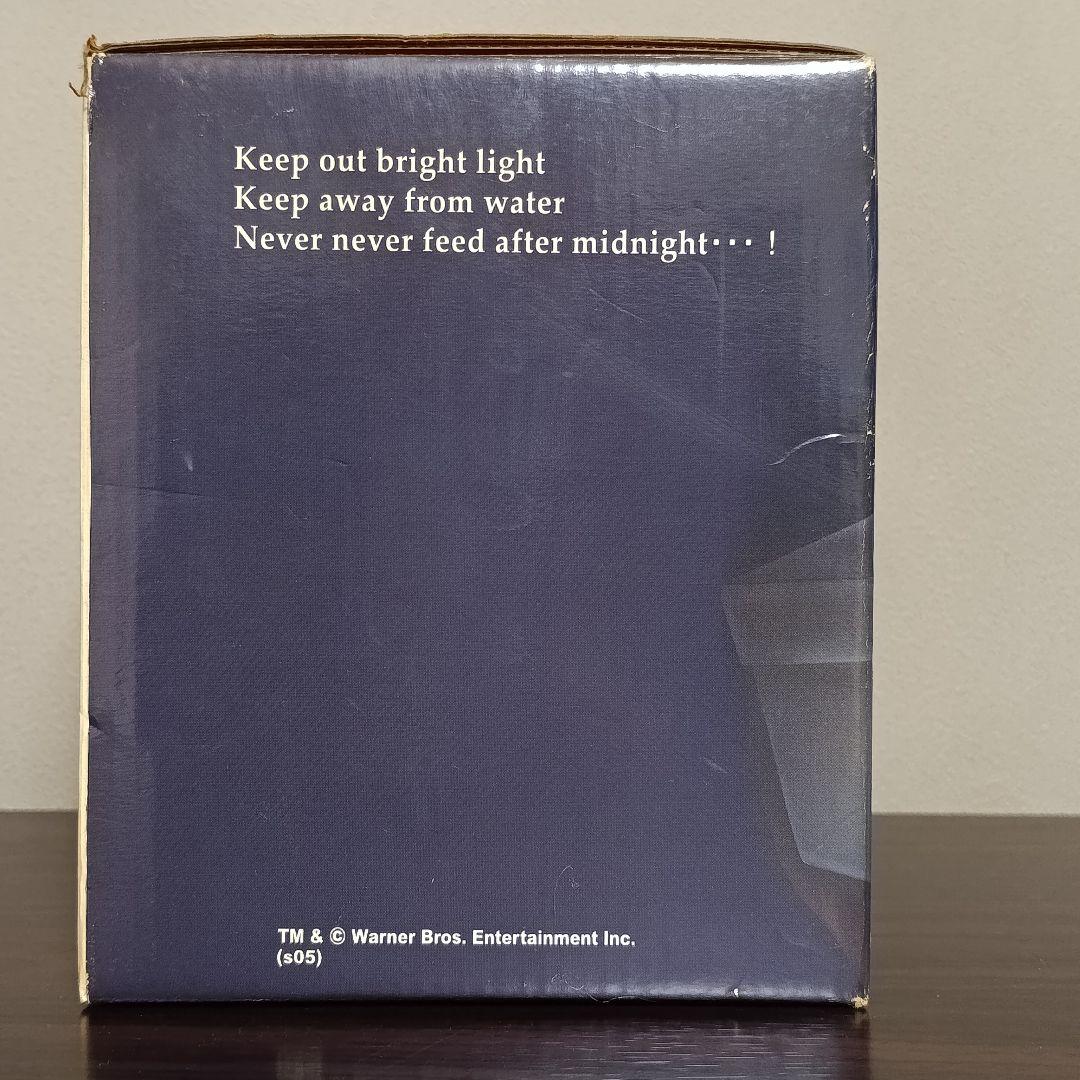 Keep out bright light
Keep away from water
Never never feed after midnight··· !
TM & © Warner Bros. Entertainment Inc.
(s05)